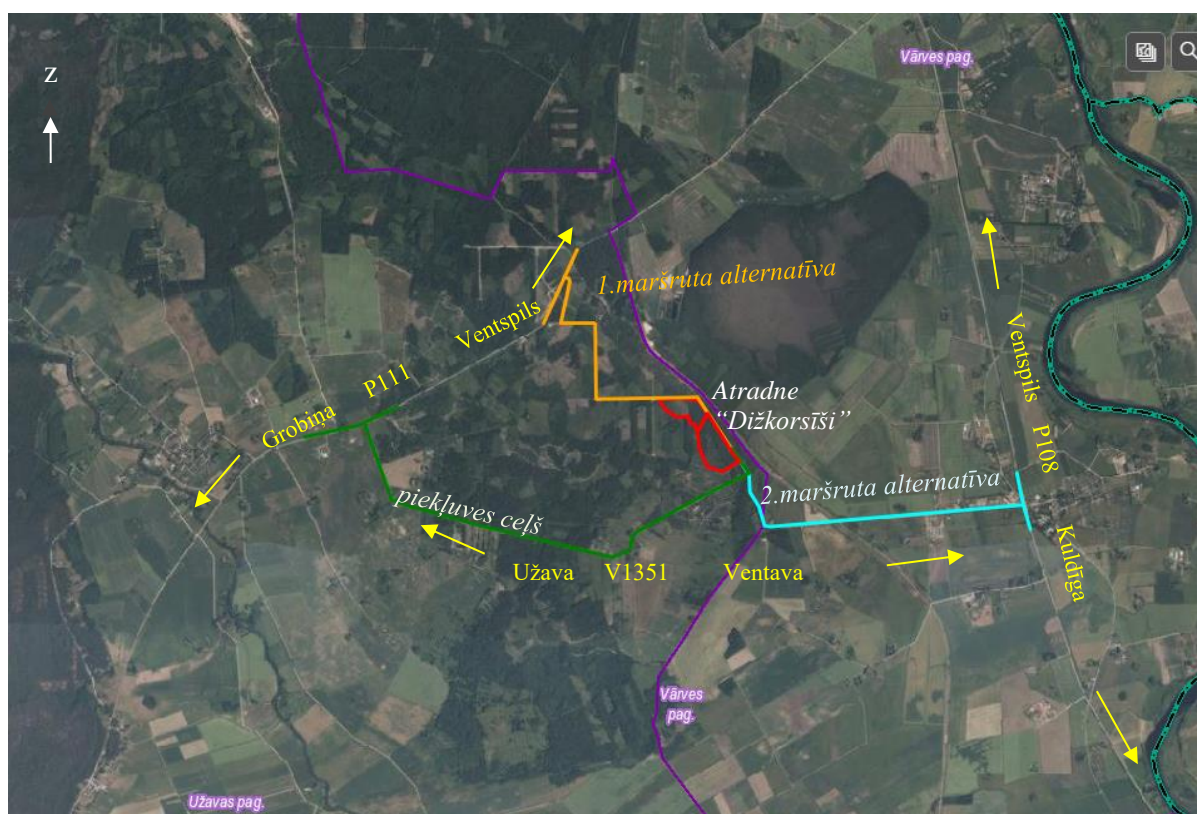 Vārves pag.
z
1.maršruta alternatīva
Ventspils
Ventspils
P111
Atradne
“Dižkorsīši”
Grobiņa
P108
2.maršruta alternatīva
piekļuves ceļš
Kuldīga
Užava
V1351
Ventava
Vārves
pag.
Užavas pag.